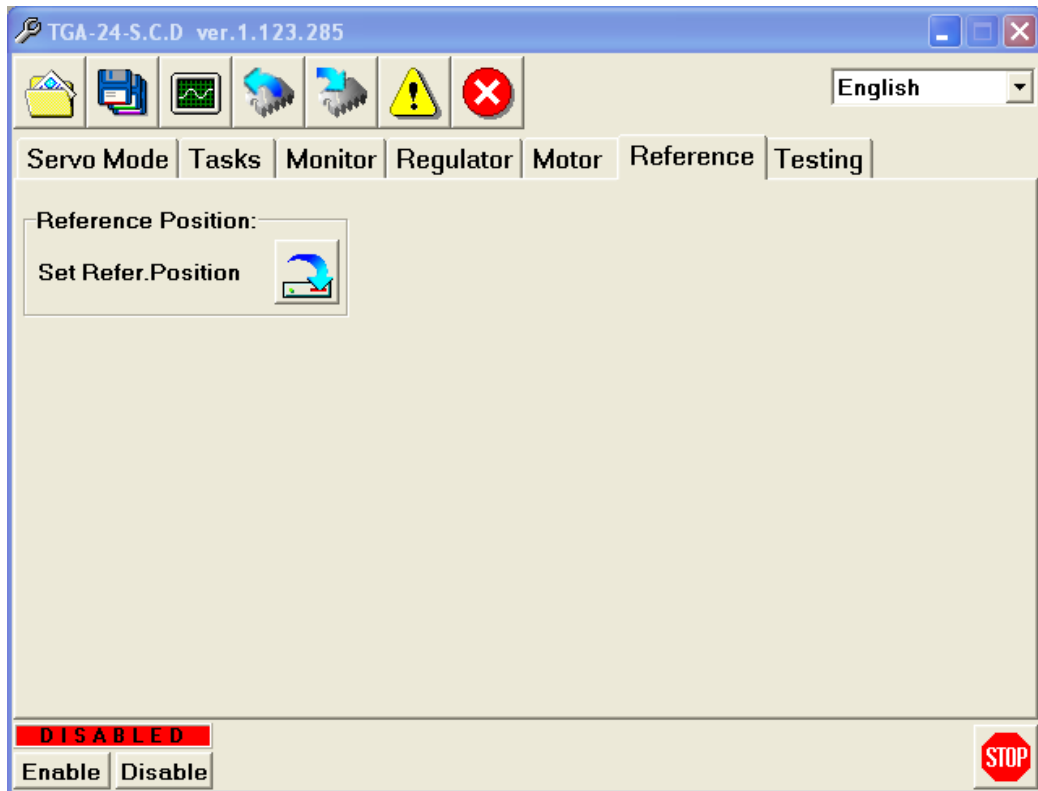 TGA-24-S.C.D ver.1.123.285
English
Servo Mode Tasks Monitor Regulator Motor Reference Testing
Reference Position:
Set Refer.Position
DISABLED
Enable Disable
STOP